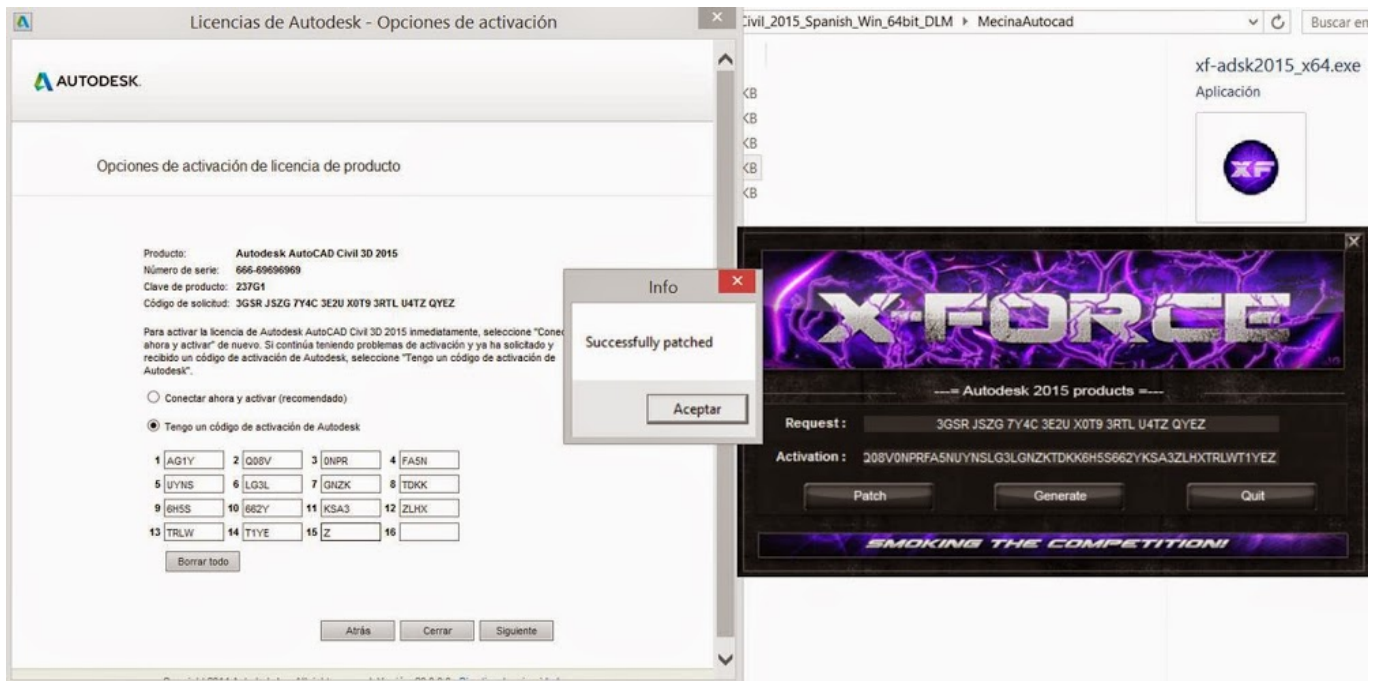 Licencias de Autodesk - Opciones de activación
AUTODESK.
Opciones de activación de licencia de producto
Producto: Autodesk AutoCAD Civil 3D 2015
Número de serie: 666-69696969
Clave de producto: 237G1
Código de solicitud: 3GSR JSZG 7Y4C 3E2U X0T9 3RTL U4TZ QYEZ
Para activar la licencia de Autodesk AutoCAD Civil 3D 2015 inmediatamente, seleccione "Conec
ahora y activar" de nuevo. Si continúa teniendo problemas de activación y ya ha solicitado y
recibido un código de activación de Autodesk, seleccione "Tengo un código de activación de
Autodesk".
Conectar ahora y activar (recomendado)
Tengo un código de activación de Autodesk
1 AG1Y 2 Q08V 3 0NPR 4 FA5N
5 UYNS 6 LG3L 7 GNZK 8 TDKK
9 6H5S 10 662Y 11 KSA3 12 ZLHX
13 TRLW 14 T1YE 15 Z 16
Borrar todo
Atrás Cerrar Siguiente
Info
Successfully patched
Aceptar
Civil_2015_Spanish_Win_64bit_DLM MecinaAutocad
Buscar en
KB
KB
KB
KB
KB
xf-adsk2015_x64.exe
Aplicación
XF
X-FORCE
---= Autodesk 2015 products =---
Request: 3GSR JSZG 7Y4C 3E2U X0T9 3RTL U4TZ QYEZ
Activation: Q08V0NPRFA5NUYNSLG3LGNZKTDKK6H5S662YKSA3ZLHXTRLWT1YEZ
Patch Generate Quit
SMOKING THE COMPETITION!